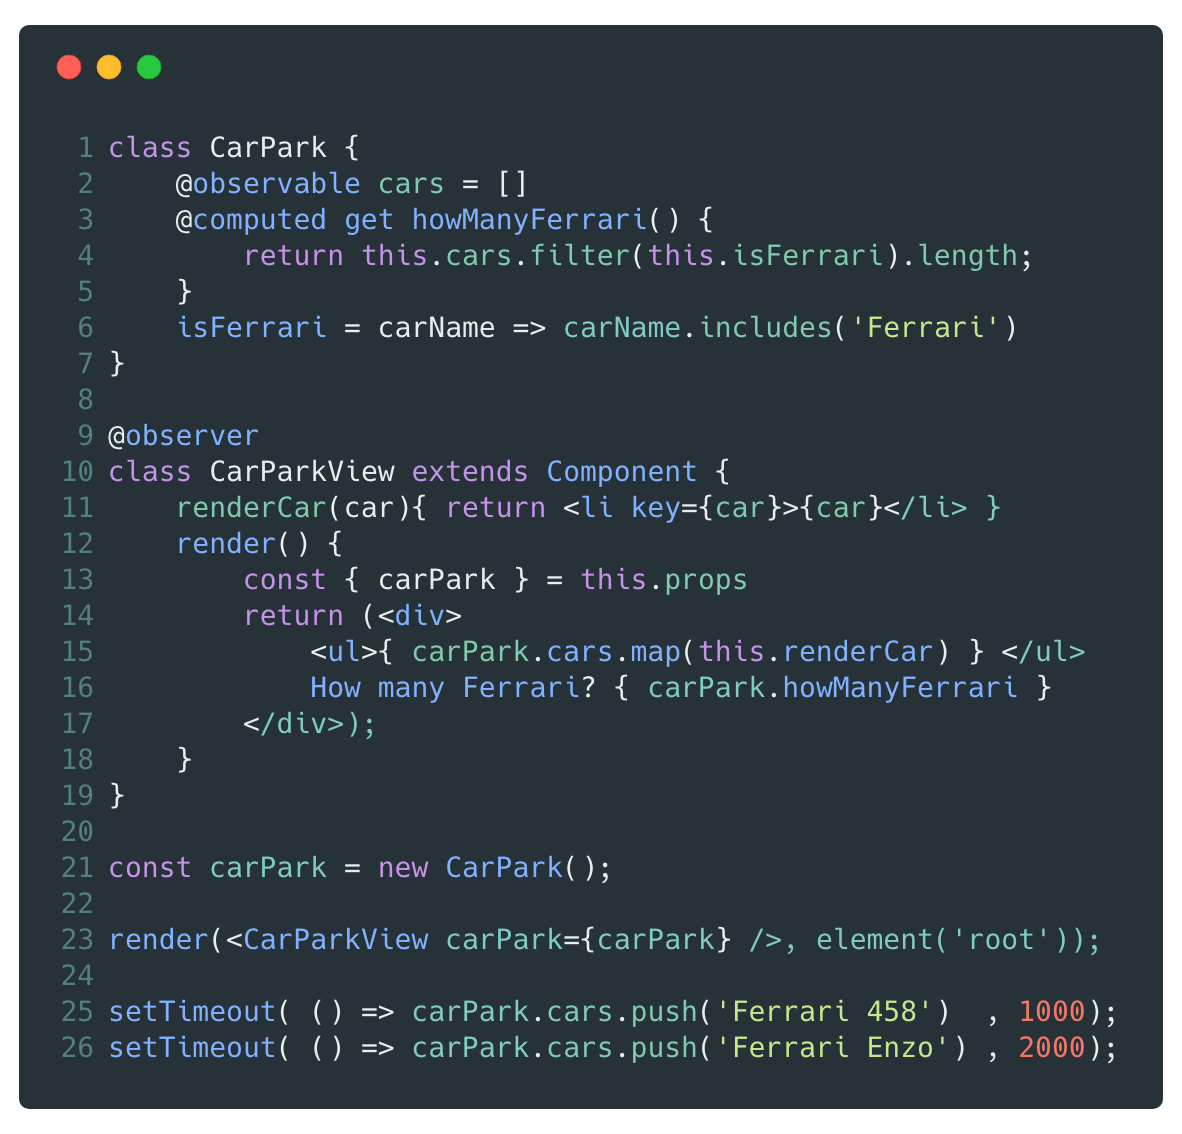 1 class CarPark {
2     @observable cars = []
3     @computed get howManyFerrari() {
4         return this.cars.filter(this.isFerrari).length;
5     }
6     isFerrari = carName => carName.includes('Ferrari')
7 }
8
9 @observer
10 class CarParkView extends Component {
11     renderCar(car){ return <li key={car}>{car}</li> }
12     render() {
13         const { carPark } = this.props
14         return (<div>
15             <ul>{ carPark.cars.map(this.renderCar) } </ul>
16             How many Ferrari? { carPark.howManyFerrari }
17         </div>);
18     }
19 }
20
21 const carPark = new CarPark();
22
23 render(<CarParkView carPark={carPark} />, element('root'));
24
25 setTimeout( () => carPark.cars.push('Ferrari 458')  , 1000);
26 setTimeout( () => carPark.cars.push('Ferrari Enzo') , 2000);